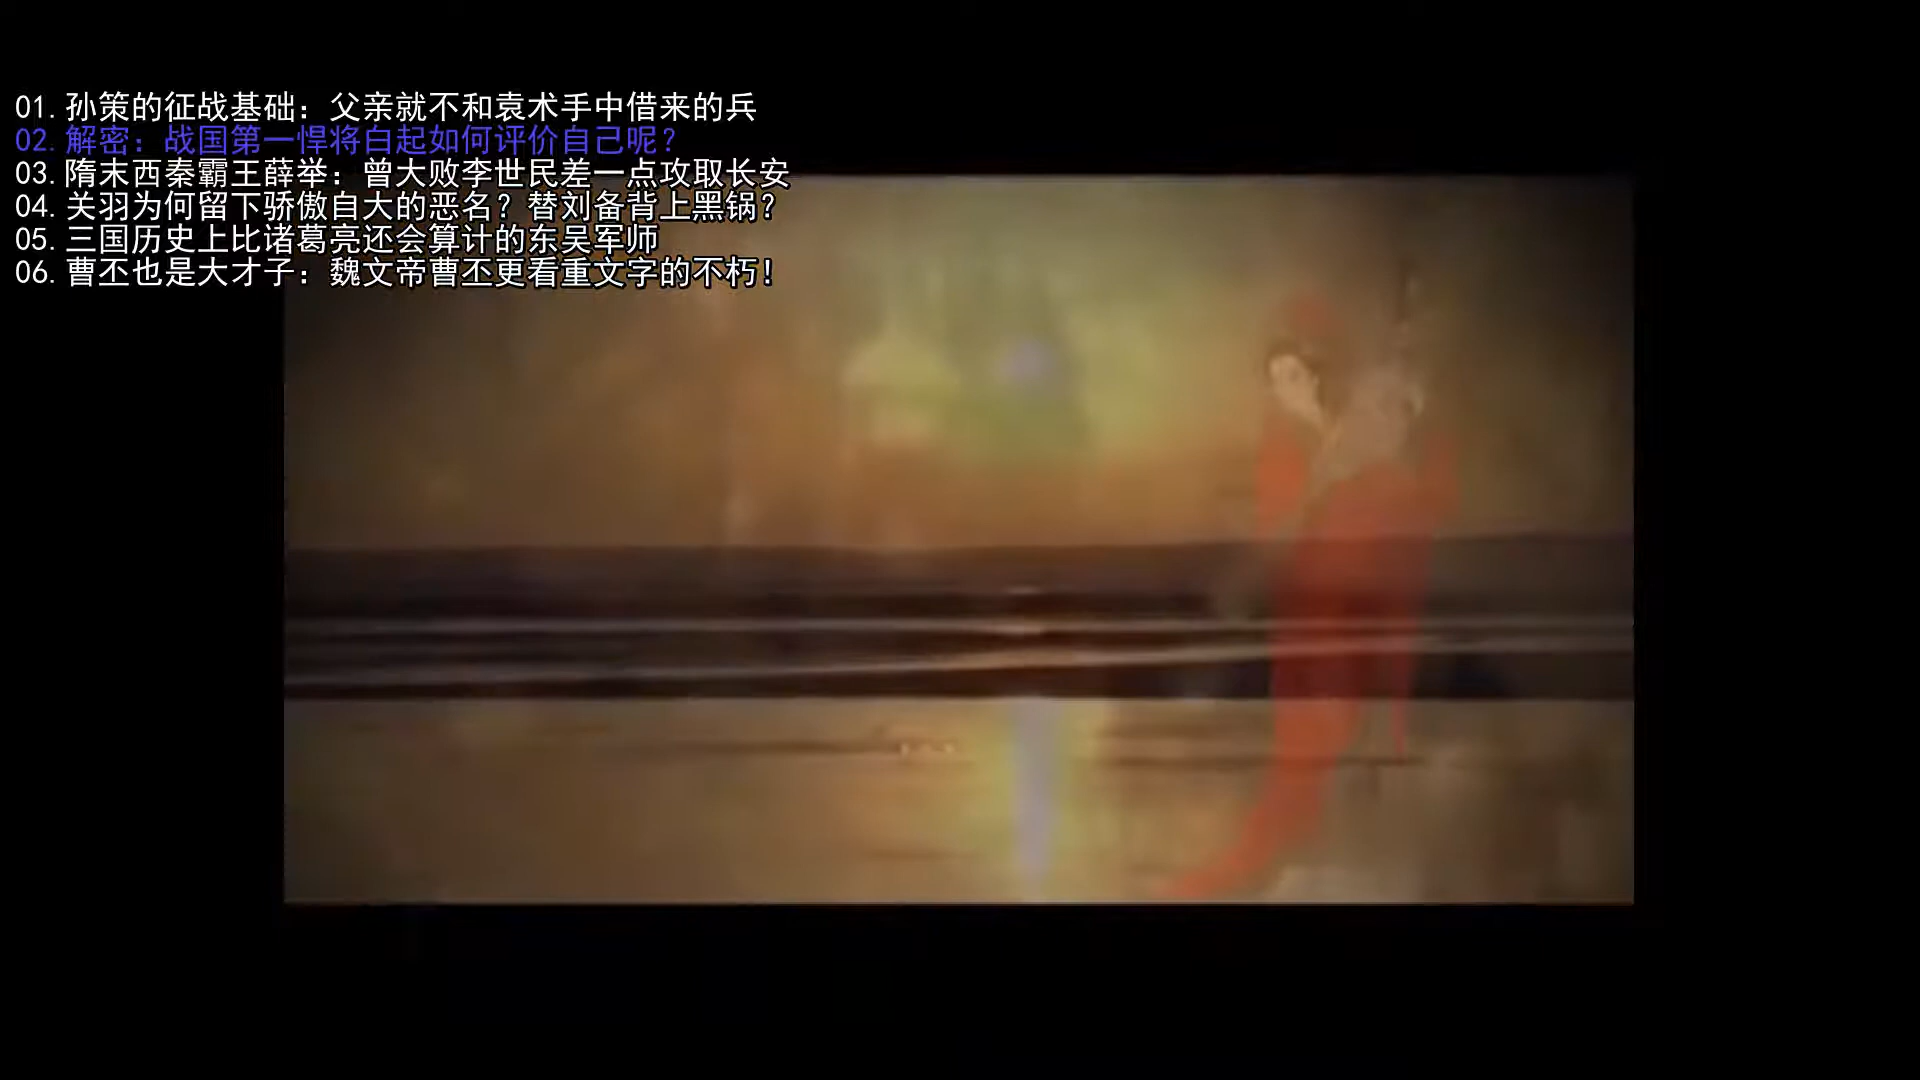 01. 孙策的征战基础：父亲就不和袁术手中借来的兵
02. 解密：战国第一悍将白起如何评价自己呢？
03. 隋末西秦霸王薛举：曾大败李世民差一点攻取长安
04. 关羽为何留下骄傲自大的恶名？替刘备背上黑锅？
05. 三国历史上比诸葛亮还会算计的东吴军师
06. 曹丕也是大才子：魏文帝曹丕更看重文字的不朽！